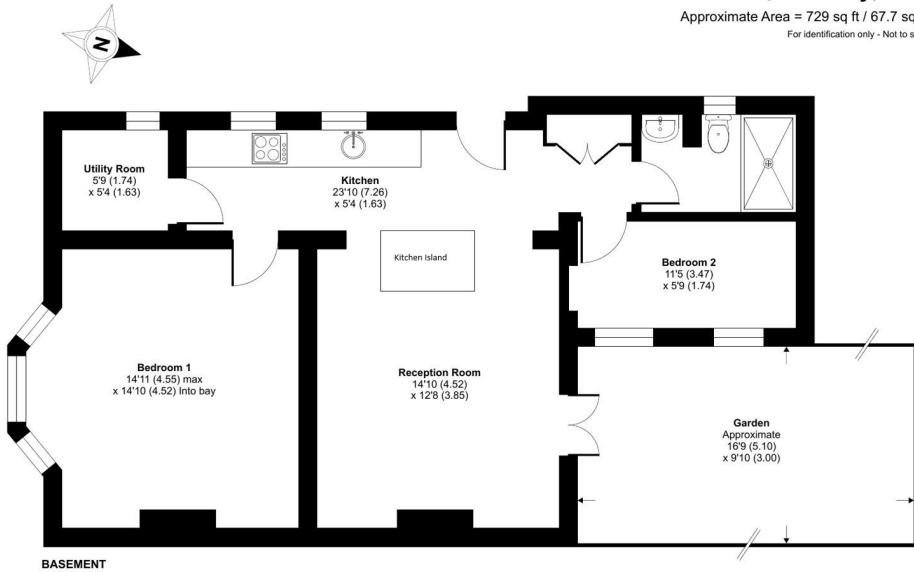 Approximate Area = 729 sq ft / 67.7 sq
For identification only - Not to s
N
Utility Room
5'9 (1.74)
x 5'4 (1.63)
Kitchen
23'10 (7.26)
x 5'4 (1.63)
Kitchen Island
Bedroom 2
11'5 (3.47)
x 5'9 (1.74)
Bedroom 1
14'11 (4.55) max
x 14'10 (4.52) Into bay
Reception Room
14'10 (4.52)
x 12'8 (3.85)
Garden
Approximate
16'9 (5.10)
x 9'10 (3.00)
BASEMENT